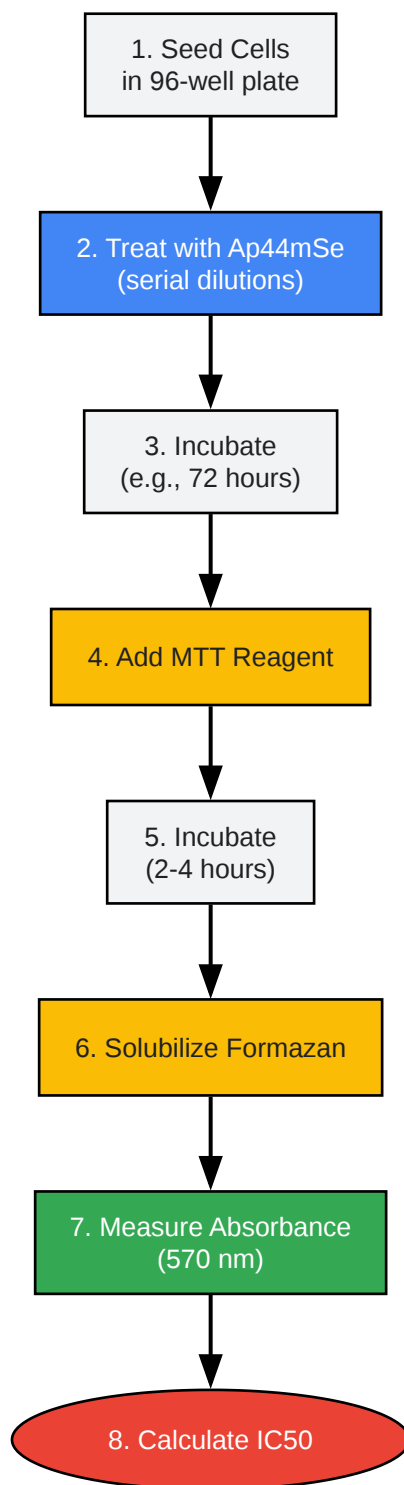 1. Seed Cells
in 96-well plate
2. Treat with Ap44mSe
(serial dilutions)
3. Incubate
(e.g., 72 hours)
4. Add MTT Reagent
5. Incubate
(2-4 hours)
6. Solubilize Formazan
7. Measure Absorbance
(570 nm)
8. Calculate IC50